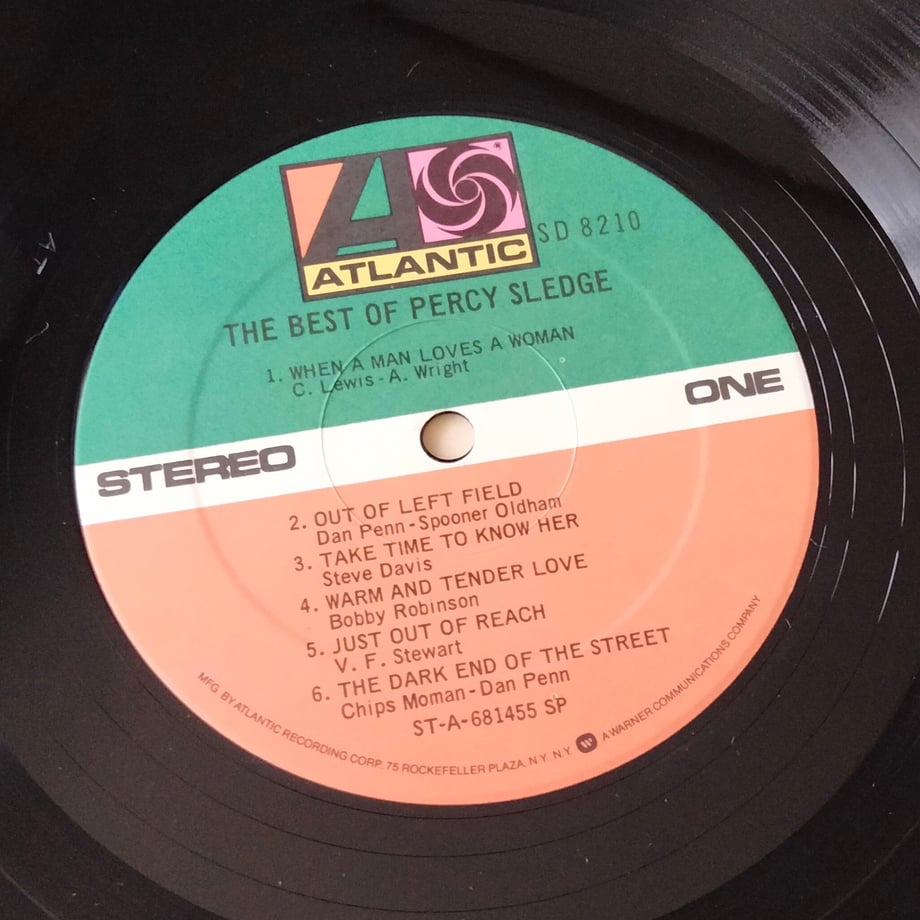 A
ATLANTIC
SD 8210
THE BEST OF PERCY SLEDGE
1. WHEN A MAN LOVES A WOMAN
C. Lewis-A. Wright
STEREO
ONE
2. OUT OF LEFT FIELD
Dan Penn-Spooner Oldham
3. TAKE TIME TO KNOW HER
Steve Davis
4. WARM AND TENDER LOVE
Bobby Robinson
5. JUST OUT OF REACH
V. F. Stewart
6. THE DARK END OF THE STREET
Chips Moman-Dan Penn
ST-A-681455 SP
MFG. BY ATLANTIC RECORDING CORP. 75 ROCKEFELLER PLAZA, N.Y. N.Y. A WARNER COMMUNICATIONS COMPANY